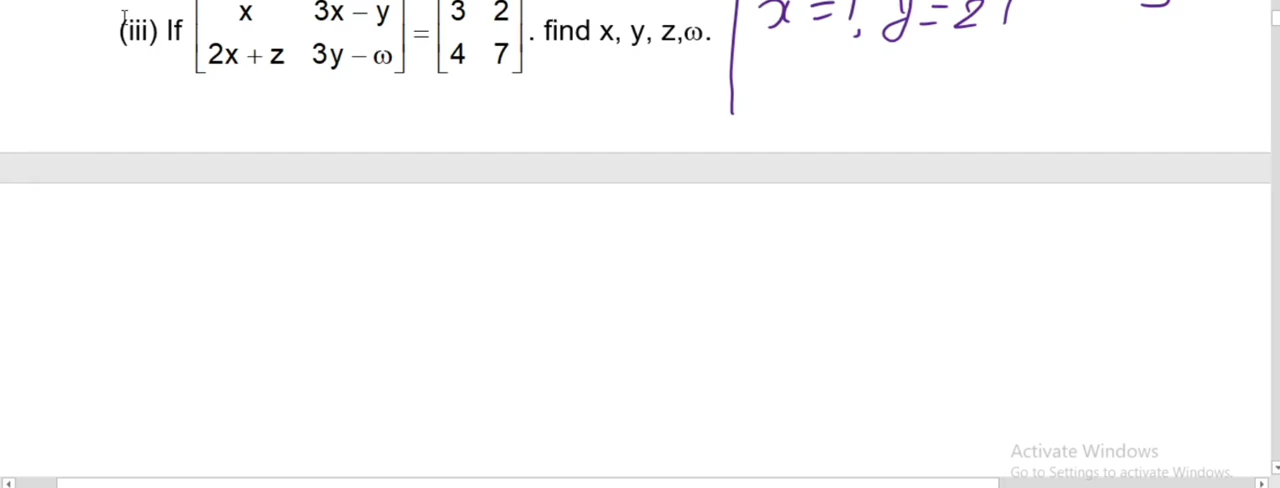 (iii) If [x 3x − y 2x + z 3y − ω] = [3 2 4 7]. find x, y, z,ω.
x = 1, y = 2
Activate Windows
Go to Settings to activate Windows.